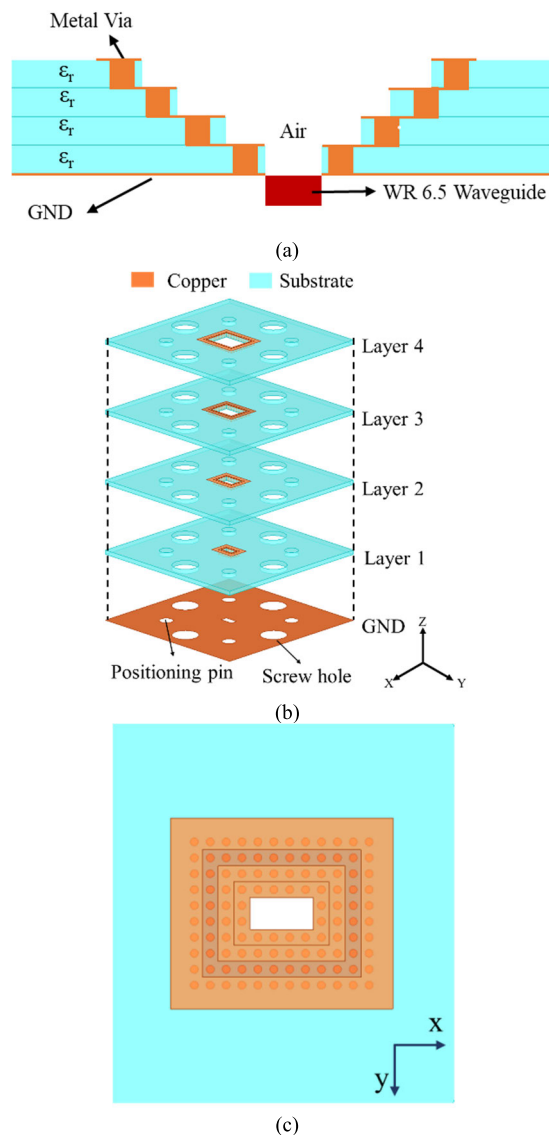 Metal Via
εr
εr
εr
εr
Air
GND
WR 6.5 Waveguide
(a)
Copper
Substrate
Layer 4
Layer 3
Layer 2
Layer 1
GND
Positioning pin
Screw hole
Z
X
Y
(b)
x
y
(c)